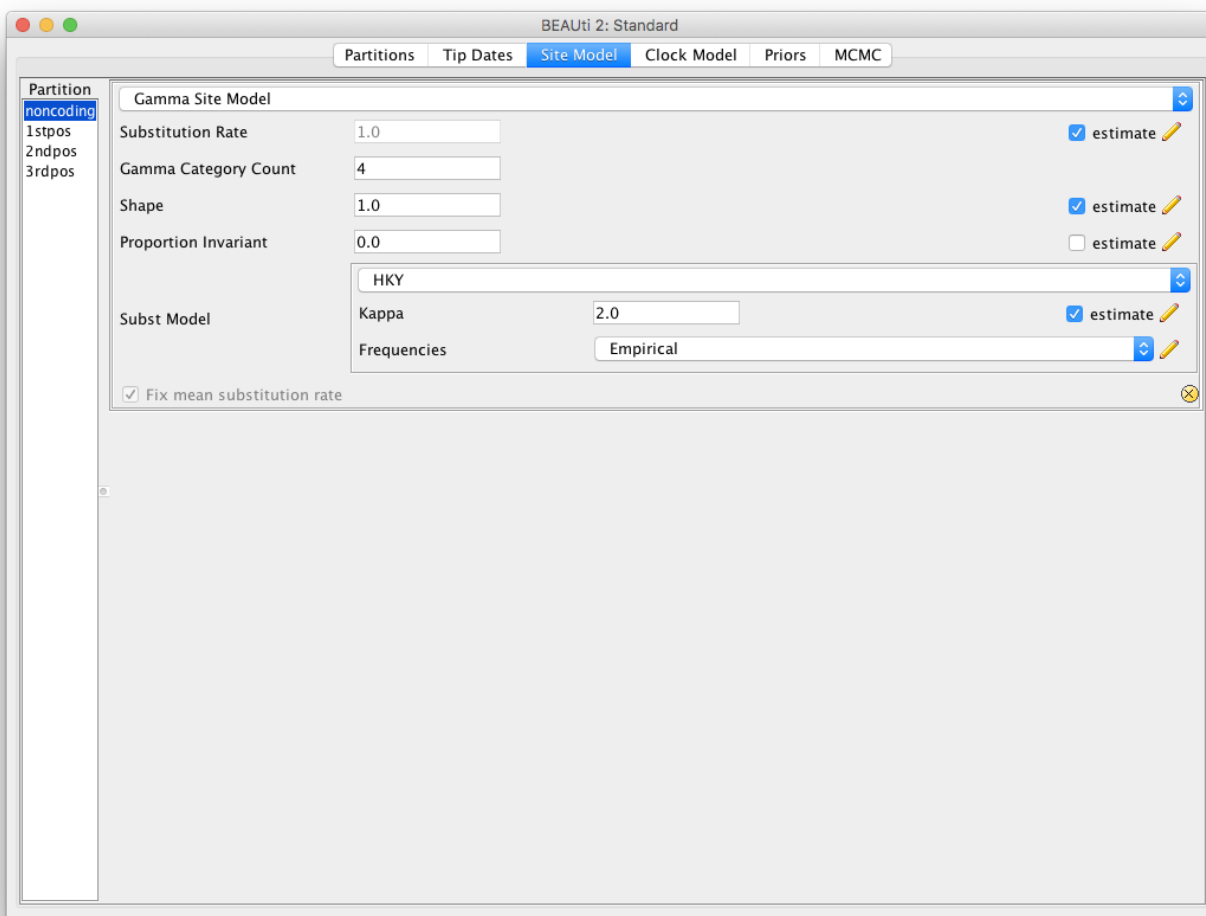 BEAUti 2: Standard
Partitions Tip Dates Site Model Clock Model Priors MCMC
Partition
noncoding
1stpos
2ndpos
3rdpos
Gamma Site Model
Substitution Rate 1.0 estimate
Gamma Category Count 4
Shape 1.0 estimate
Proportion Invariant 0.0 estimate
Subst Model
HKY
Kappa 2.0 estimate
Frequencies Empirical
Fix mean substitution rate